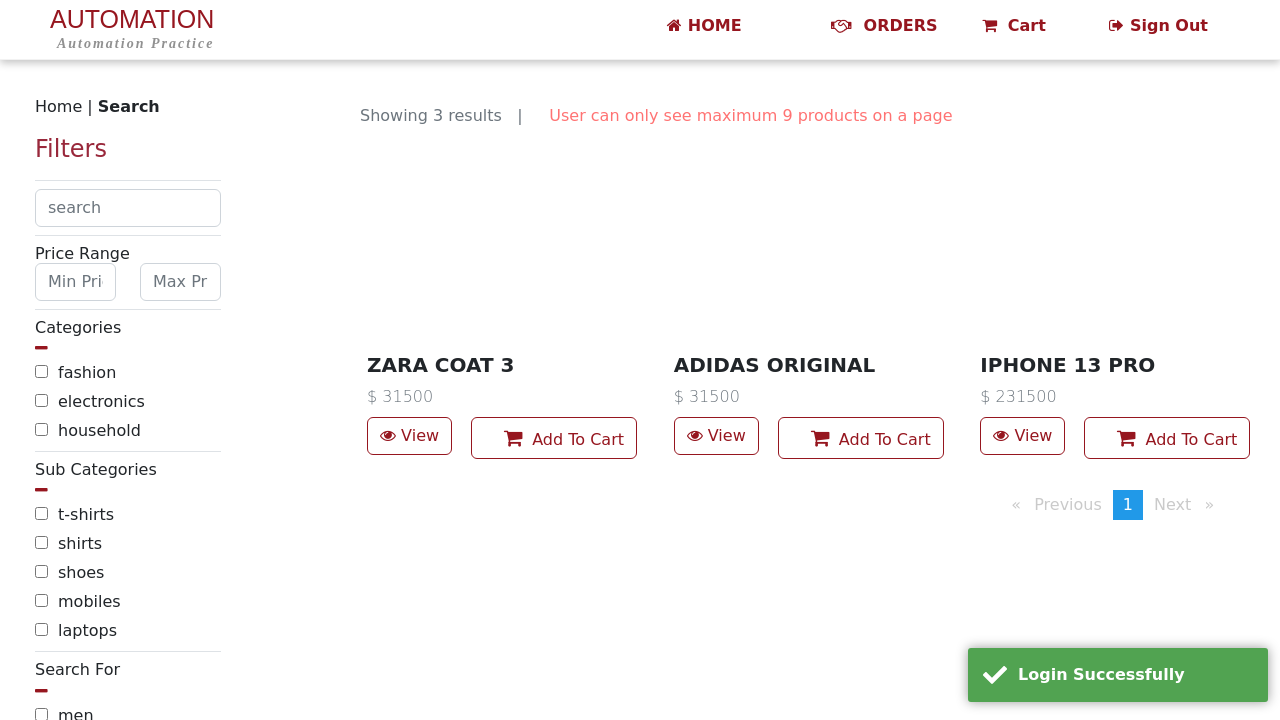 AUTOMATION
Automation Practice
HOME
ORDERS
Cart
Sign Out
Home | Search
Showing 3 results |
User can only see maximum 9 products on a page
Filters
search
Price Range
Min Pri
Max Pr
Categories
fashion
electronics
household
Sub Categories
t-shirts
shirts
shoes
mobiles
laptops
Search For
men
ZARA COAT 3
$ 31500
View
Add To Cart
ADIDAS ORIGINAL
$ 31500
View
Add To Cart
IPHONE 13 PRO
$ 231500
View
Add To Cart
« Previous 1 Next »
Login Successfully